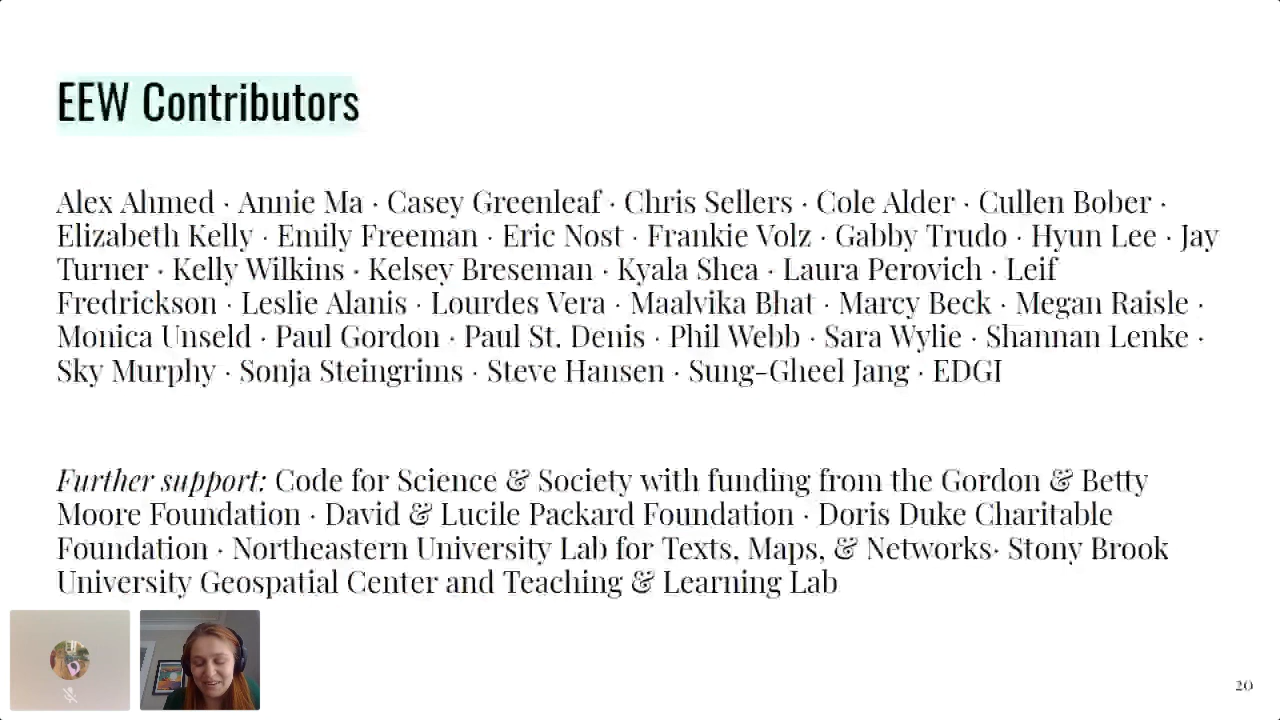 EEW Contributors
Alex Ahmed · Annie Ma · Casey Greenleaf · Chris Sellers · Cole Alder · Cullen Bober ·
Elizabeth Kelly · Emily Freeman · Eric Nost · Frankie Volz · Gabby Trudo · Hyun Lee · Jay
Turner · Kelly Wilkins · Kelsey Breseman · Kyala Shea · Laura Perovich · Leif
Fredrickson · Leslie Alanis · Lourdes Vera · Maalvika Bhat · Marcy Beck · Megan Raisle ·
Monica Unseld · Paul Gordon · Paul St. Denis · Phil Webb · Sara Wylie · Shannan Lenke ·
Sky Murphy · Sonja Steingrims · Steve Hansen · Sung-Gheel Jang · EDGI
Further support: Code for Science & Society with funding from the Gordon & Betty
Moore Foundation · David & Lucile Packard Foundation · Doris Duke Charitable
Foundation · Northeastern University Lab for Texts, Maps, & Networks· Stony Brook
University Geospatial Center and Teaching & Learning Lab
20